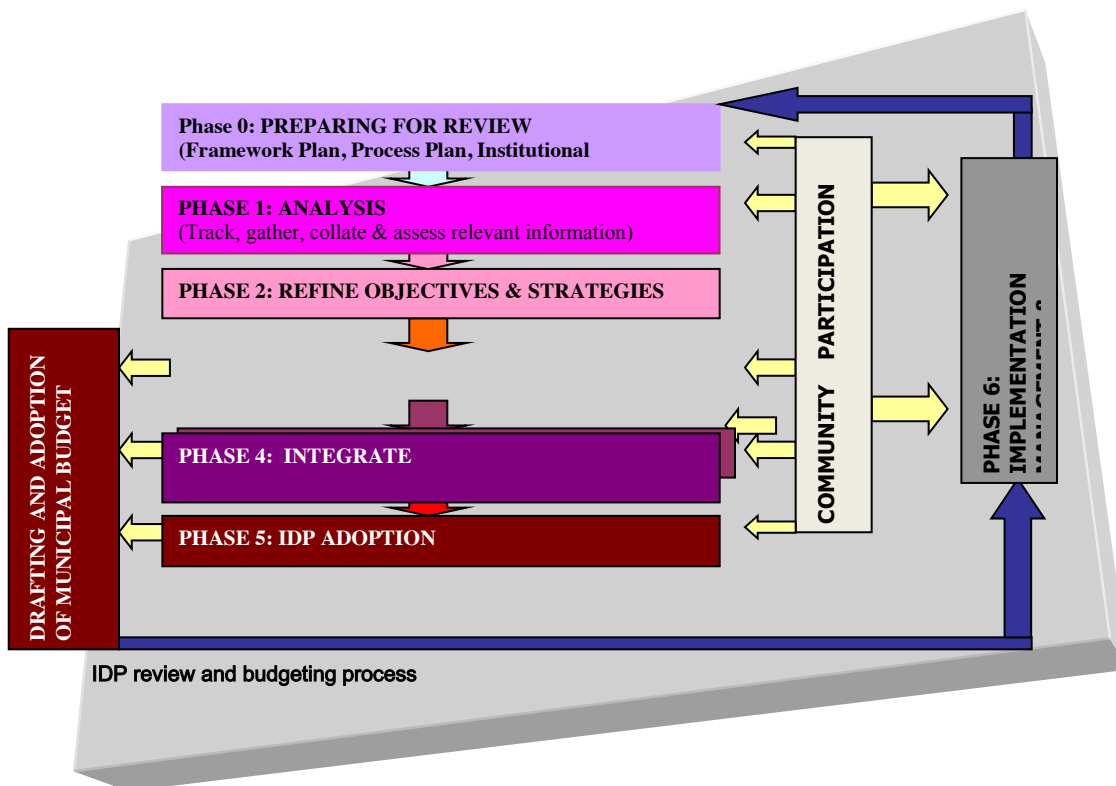 Phase 0: PREPARING FOR REVIEW
(Framework Plan, Process Plan, Institutional
PHASE 1: ANALYSIS
(Track, gather, collate & assess relevant information)
PHASE 2: REFINE OBJECTIVES & STRATEGIES
PHASE 4: INTEGRATE
PHASE 5: IDP ADOPTION
DRAFTING AND ADOPTION
OF MUNICIPAL BUDGET
COMMUNITY PARTICIPATION
PHASE 6:
IMPLEMENTATION
MANAGEMENT
IDP review and budgeting process